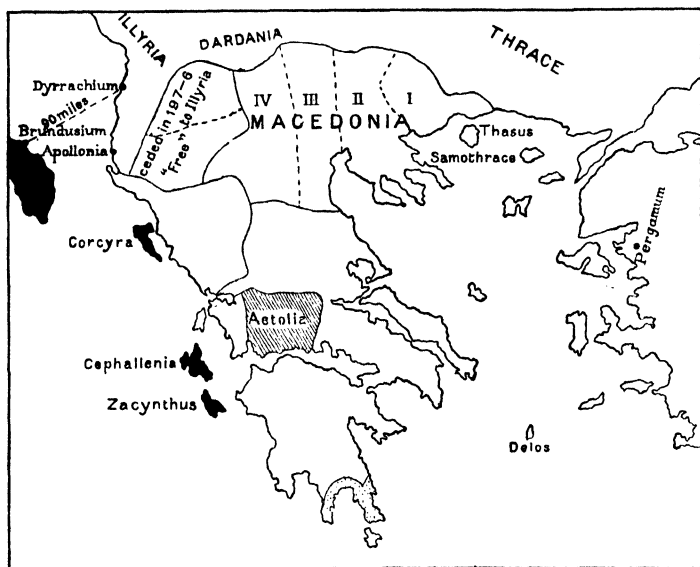 ILLYRIA
DARDANIA
THRACE
Dyrrachium
90 miles
Brundusium
Apollonia
ceded in 197-6
"Free" to Illyria
IV III II I
MACEDONIA
Thasus
Samothrace
Pergamum
Corcyra
Aetolia
Cephallenia
Zacynthus
Delos